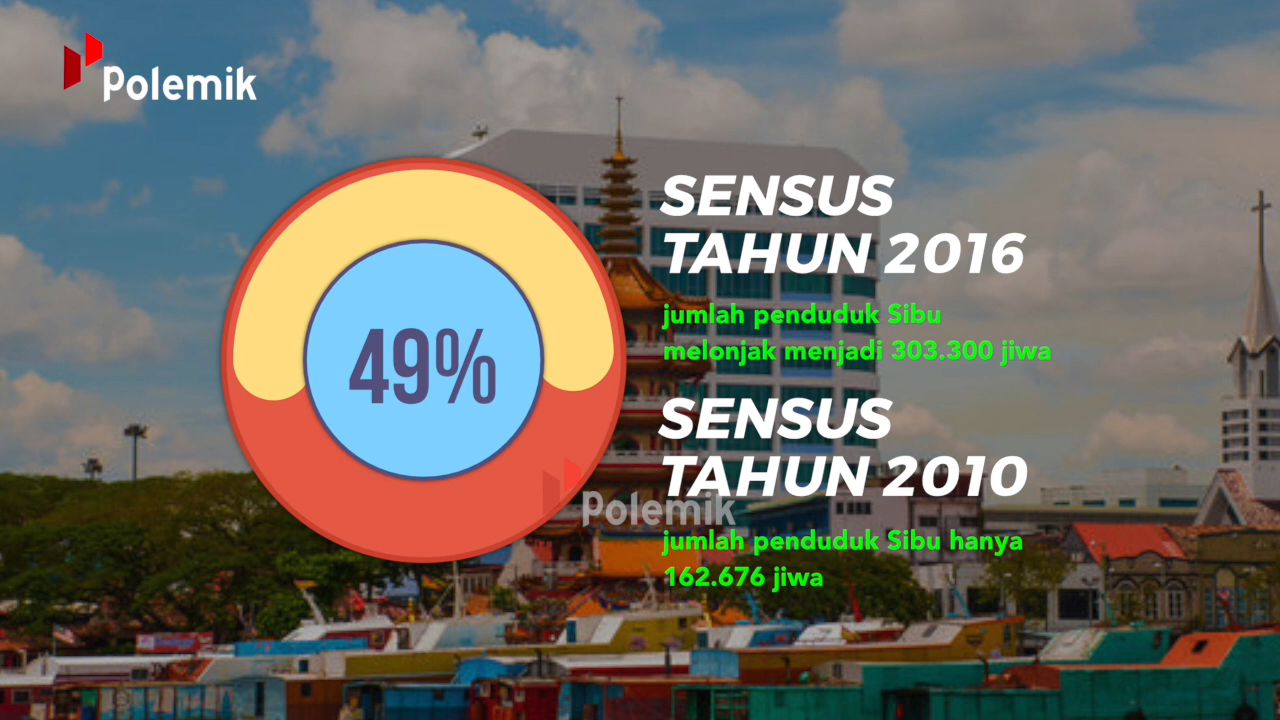 Polemik
49%
SENSUS
TAHUN 2016
jumlah penduduk Sibu
melonjak menjadi 303.300 jiwa
SENSUS
TAHUN 2010
Polemik
jumlah penduduk Sibu hanya
162.676 jiwa